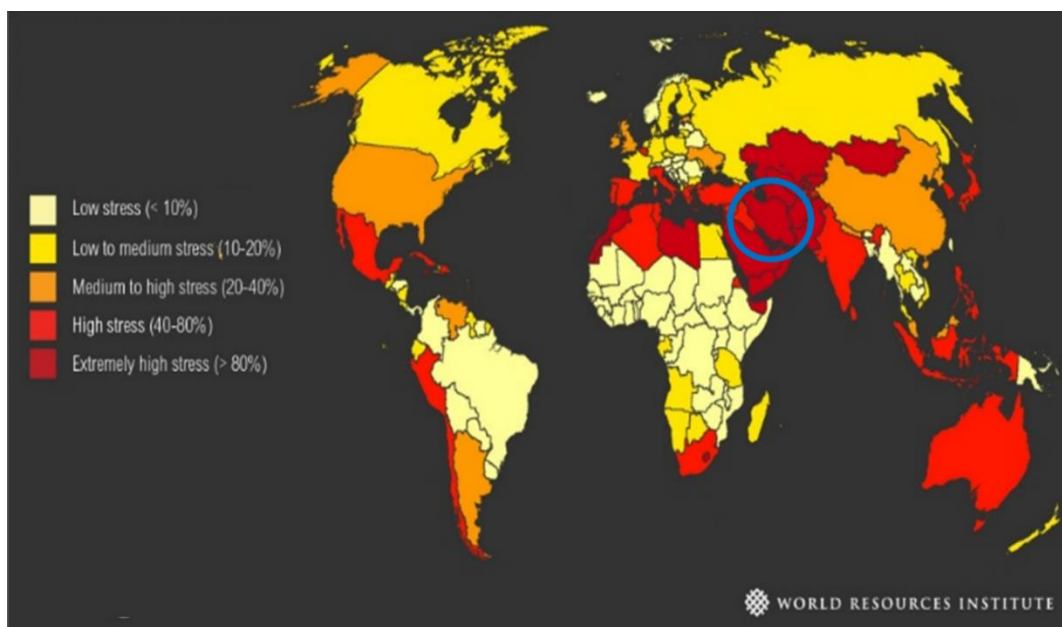 Low stress (< 10%)
Low to medium stress (10-20%)
Medium to high stress (20-40%)
High stress (40-80%)
Extremely high stress (> 80%)
WORLD RESOURCES INSTITUTE